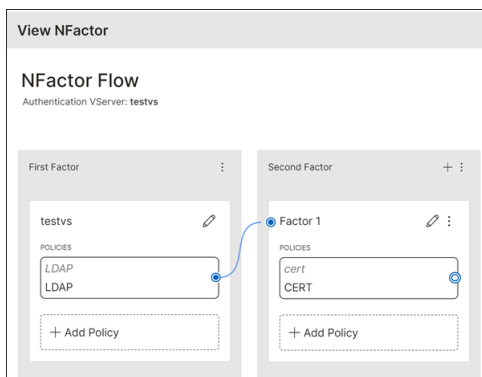 View NFactor
NFactor Flow
Authentication VServer: testvs
First Factor
testvs
POLICIES
LDAP
LDAP
+ Add Policy
Second Factor
Factor 1
POLICIES
cert
CERT
+ Add Policy